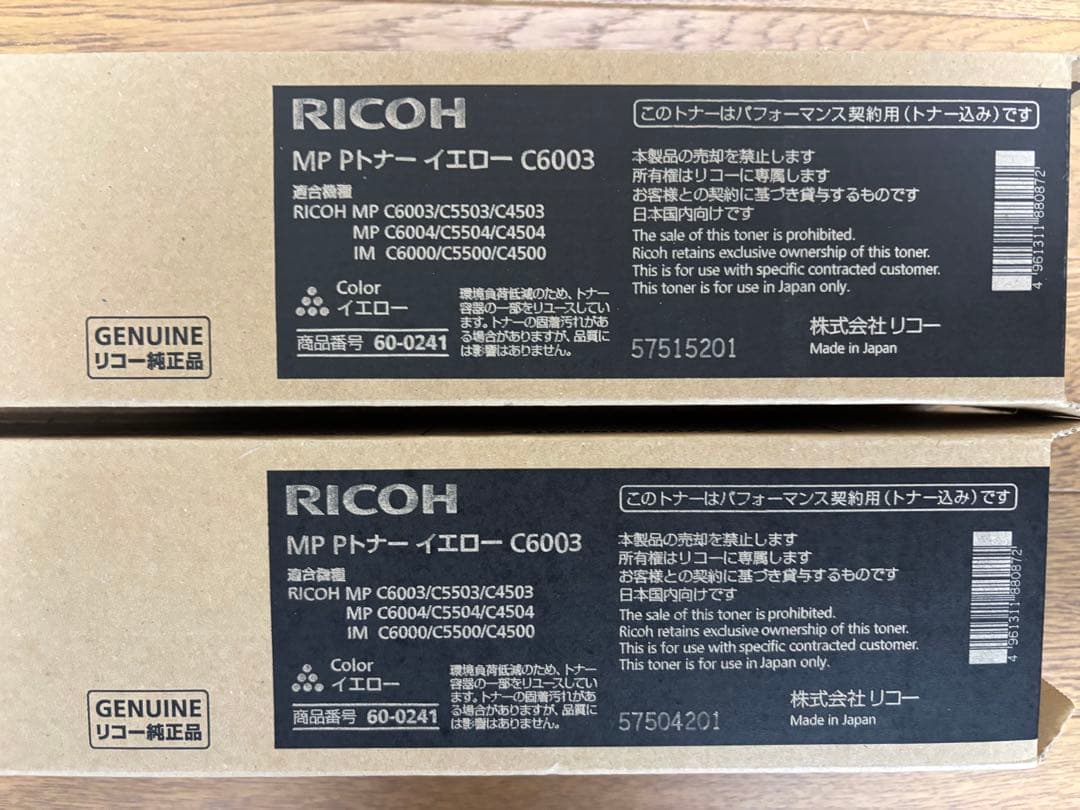 RICOH
MP Pトナー イエロー C6003
適合機種
RICOH MP C6003/C5503/C4503
MP C6004/C5504/C4504
IM C6000/C5500/C4500
Color
イエロー
商品番号 60-0241
環境負荷低減のため、トナー
容器の一部をリユースしてい
ます。トナーの固着汚れがあ
る場合がありますが、品質に
は影響はありません。
このトナーはパフォーマンス契約用(トナー込み)です
本製品の売却を禁止します
所有権はリコーに専属します
お客様との契約に基づき貸与するものです
日本国内向けです
The sale of this toner is prohibited.
Ricoh retains exclusive ownership of this toner.
This is for use with specific contracted customer.
This toner is for use in Japan only.
57515201
株式会社リコー
Made in Japan
4 961311 880872
GENUINE
リコー純正品
RICOH
MP Pトナー イエロー C6003
適合機種
RICOH MP C6003/C5503/C4503
MP C6004/C5504/C4504
IM C6000/C5500/C4500
Color
イエロー
商品番号 60-0241
環境負荷低減のため、トナー
容器の一部をリユースしてい
ます。トナーの固着汚れがあ
る場合がありますが、品質に
は影響はありません。
このトナーはパフォーマンス契約用(トナー込み)です
本製品の売却を禁止します
所有権はリコーに専属します
お客様との契約に基づき貸与するものです
日本国内向けです
The sale of this toner is prohibited.
Ricoh retains exclusive ownership of this toner.
This is for use with specific contracted customer.
This toner is for use in Japan only.
57504201
株式会社リコー
Made in Japan
4 961311 880872
GENUINE
リコー純正品